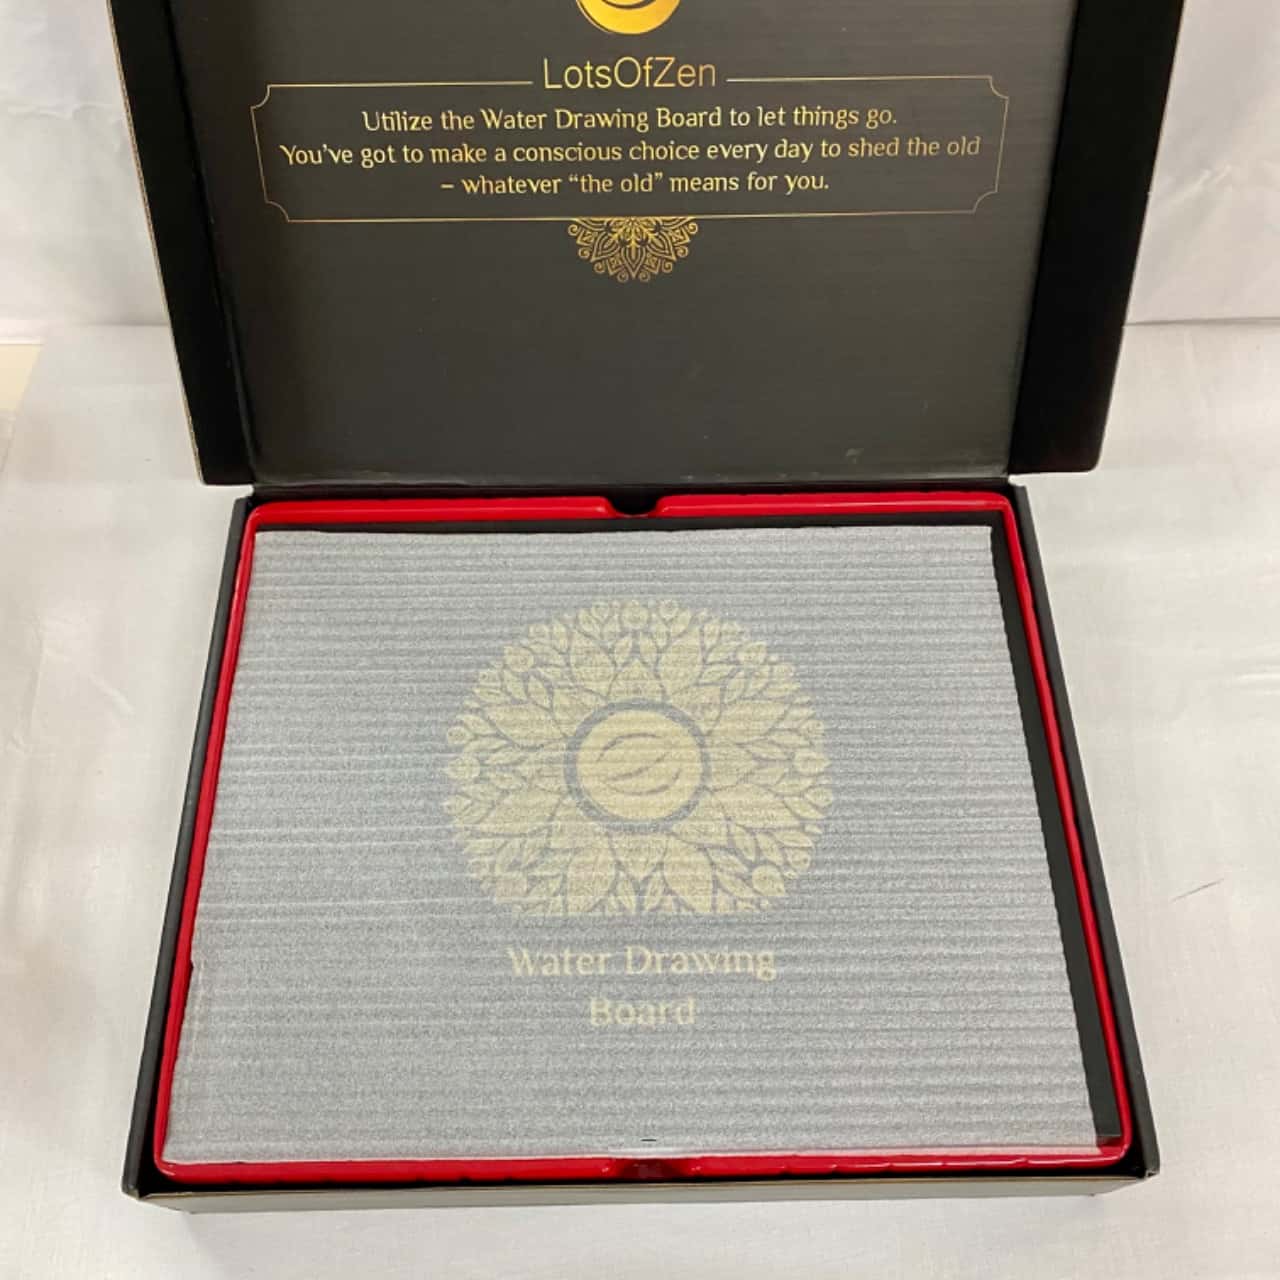 LotsOfZen
Utilize the Water Drawing Board to let things go.
You've got to make a conscious choice every day to shed the old
– whatever “the old” means for you.
Water Drawing
Board